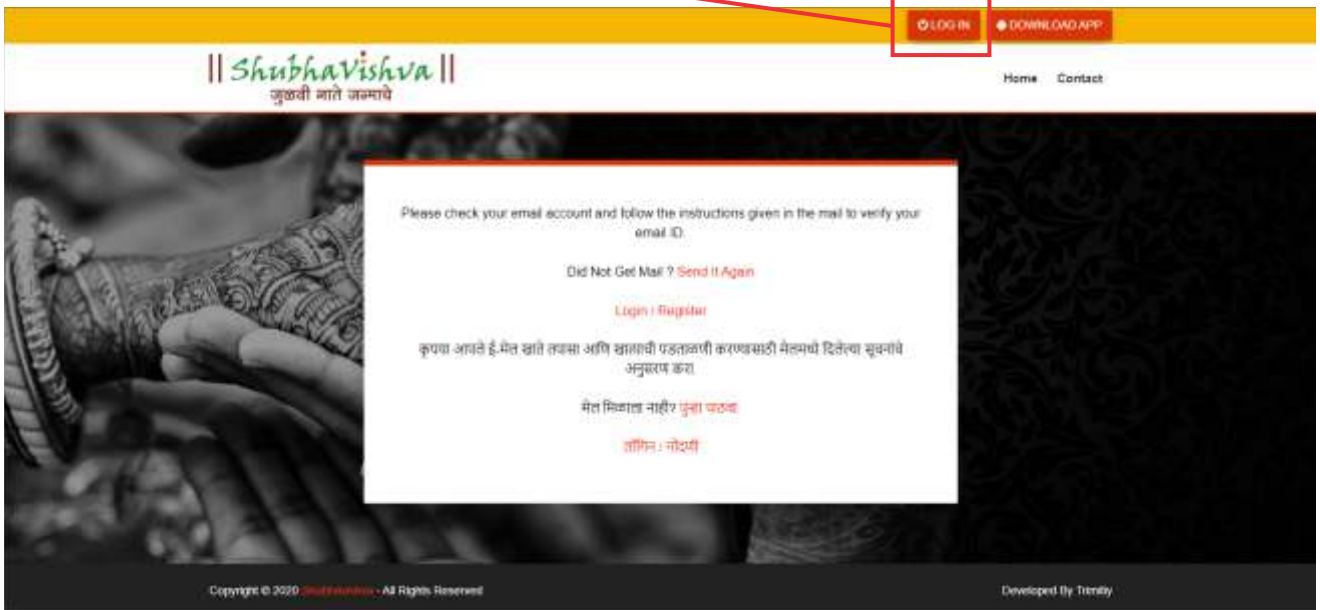 LOG IN
DOWNLOAD APP
|| ShubhaVishva ||
जुळवी नाते जन्माचे
Home Contact
Please check your email account and follow the instructions given in the mail to verify your
email ID.
Did Not Get Mail ? Send It Again
Login / Register
कृपया आपले ई-मेल खाते तपासा आणि खात्याची पडताळणी करण्यासाठी मेलमध्ये दिलेल्या सूचनांचे
अनुसरण करा.
मेल मिळाला नाही? पुन्हा पाठवा
लॉगिन / नोंदणी
Copyright © 2020 ShubhaVishva - All Rights Reserved
Developed By Trimitiy